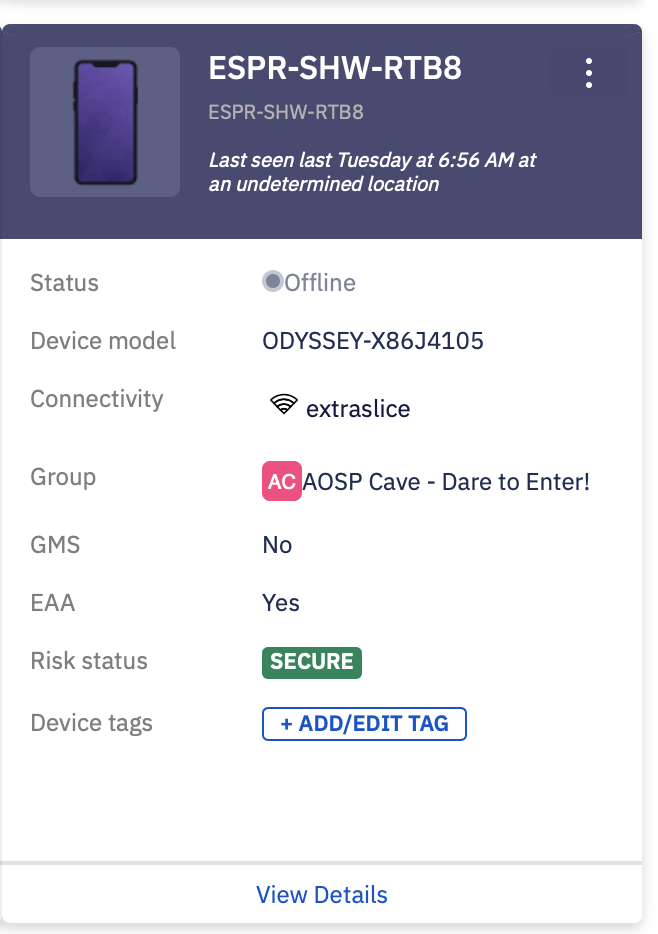 ESPR-SHW-RTB8
ESPR-SHW-RTB8
Last seen last Tuesday at 6:56 AM at
an undetermined location
Status Offline
Device model ODYSSEY-X86J4105
Connectivity extraslice
Group AC AOSP Cave - Dare to Enter!
GMS No
EAA Yes
Risk status SECURE
Device tags + ADD/EDIT TAG
View Details